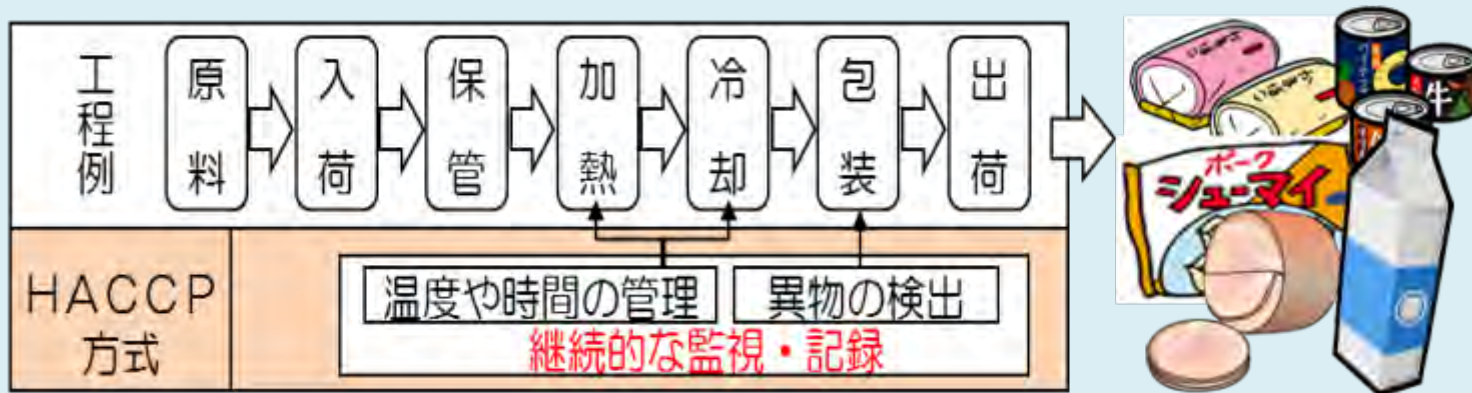 工程例
原料
入荷
保管
加熱
冷却
包装
出荷
HACCP
方式
温度や時間の管理
異物の検出
継続的な監視・記録
ポーク
シューマイ
牛